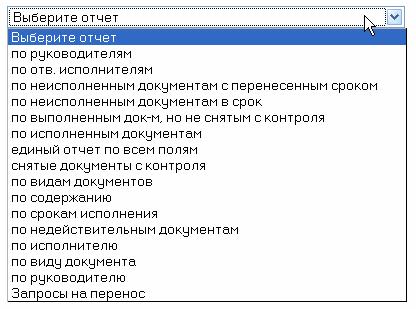 Выберите отчет
Выберите отчет
по руководителям
по отв. исполнителям
по неисполненным документам с перенесенным сроком
по неисполненным документам в срок
по выполненным док-м, но не снятым с контроля
по исполненным документам
единый отчет по всем полям
снятые документы с контроля
по видам документов
по содержанию
по срокам исполнения
по недействительным документам
по исполнителю
по виду документа
по руководителю
Запросы на перенос